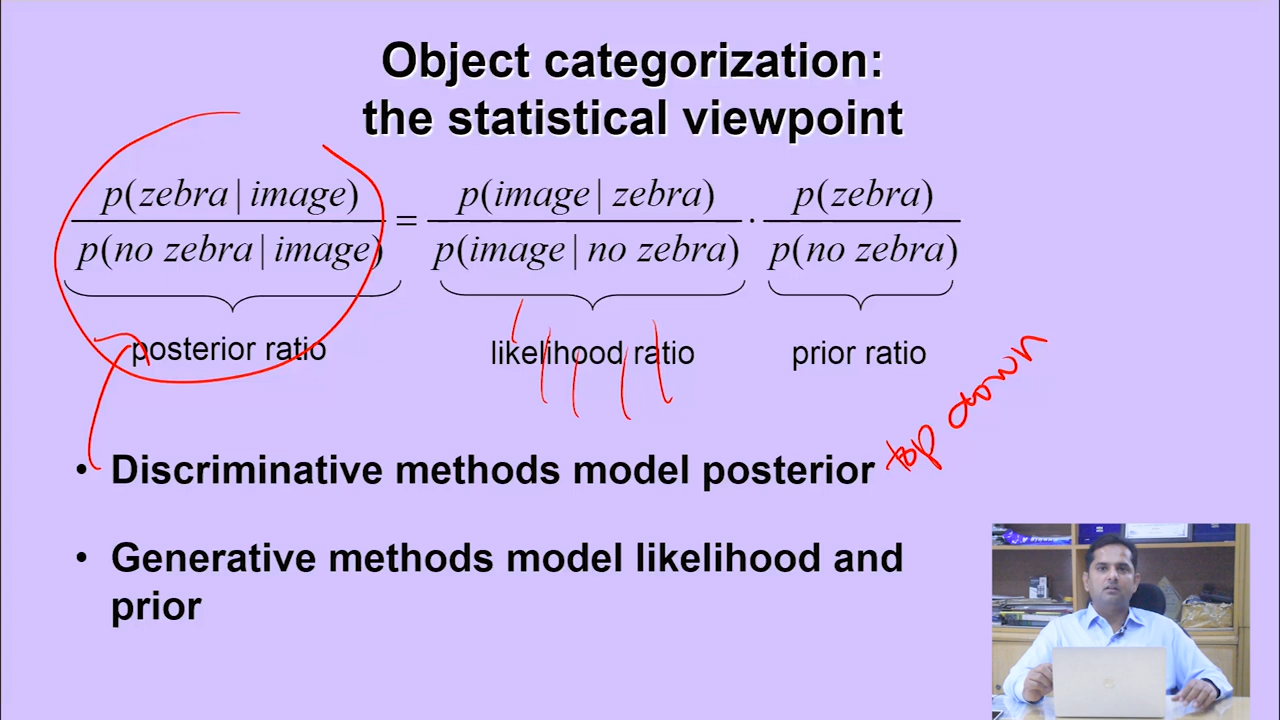 Object categorization:
the statistical viewpoint
p(zebra | image) / p(no zebra | image) = p(image | zebra) / p(image | no zebra) · p(zebra) / p(no zebra)
posterior ratio likelihood ratio prior ratio
• Discriminative methods model posterior top down
• Generative methods model likelihood and
prior